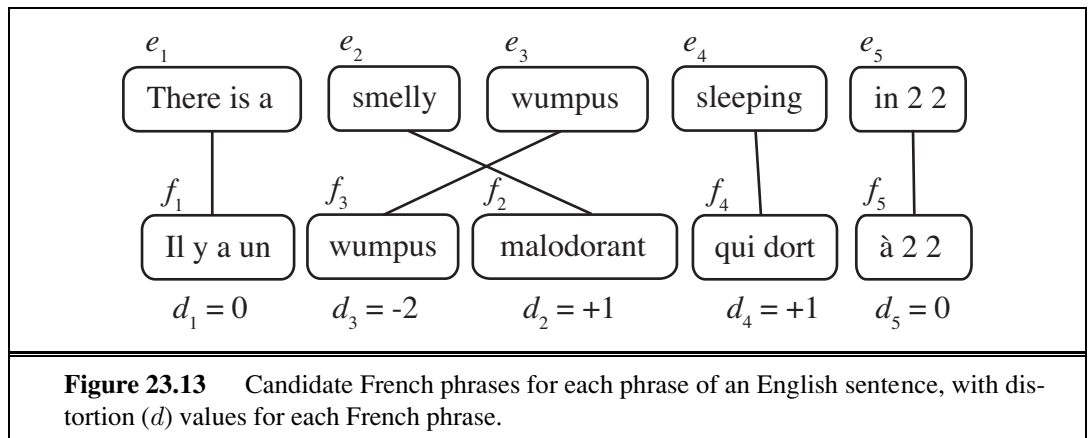 e1 e2 e3 e4 e5
There is a smelly wumpus sleeping in 2 2
f1 f3 f2 f4 f5
Il y a un wumpus malodorant qui dort à 2 2
d1 = 0 d3 = -2 d2 = +1 d4 = +1 d5 = 0
Figure 23.13 Candidate French phrases for each phrase of an English sentence, with dis-
tortion (d) values for each French phrase.